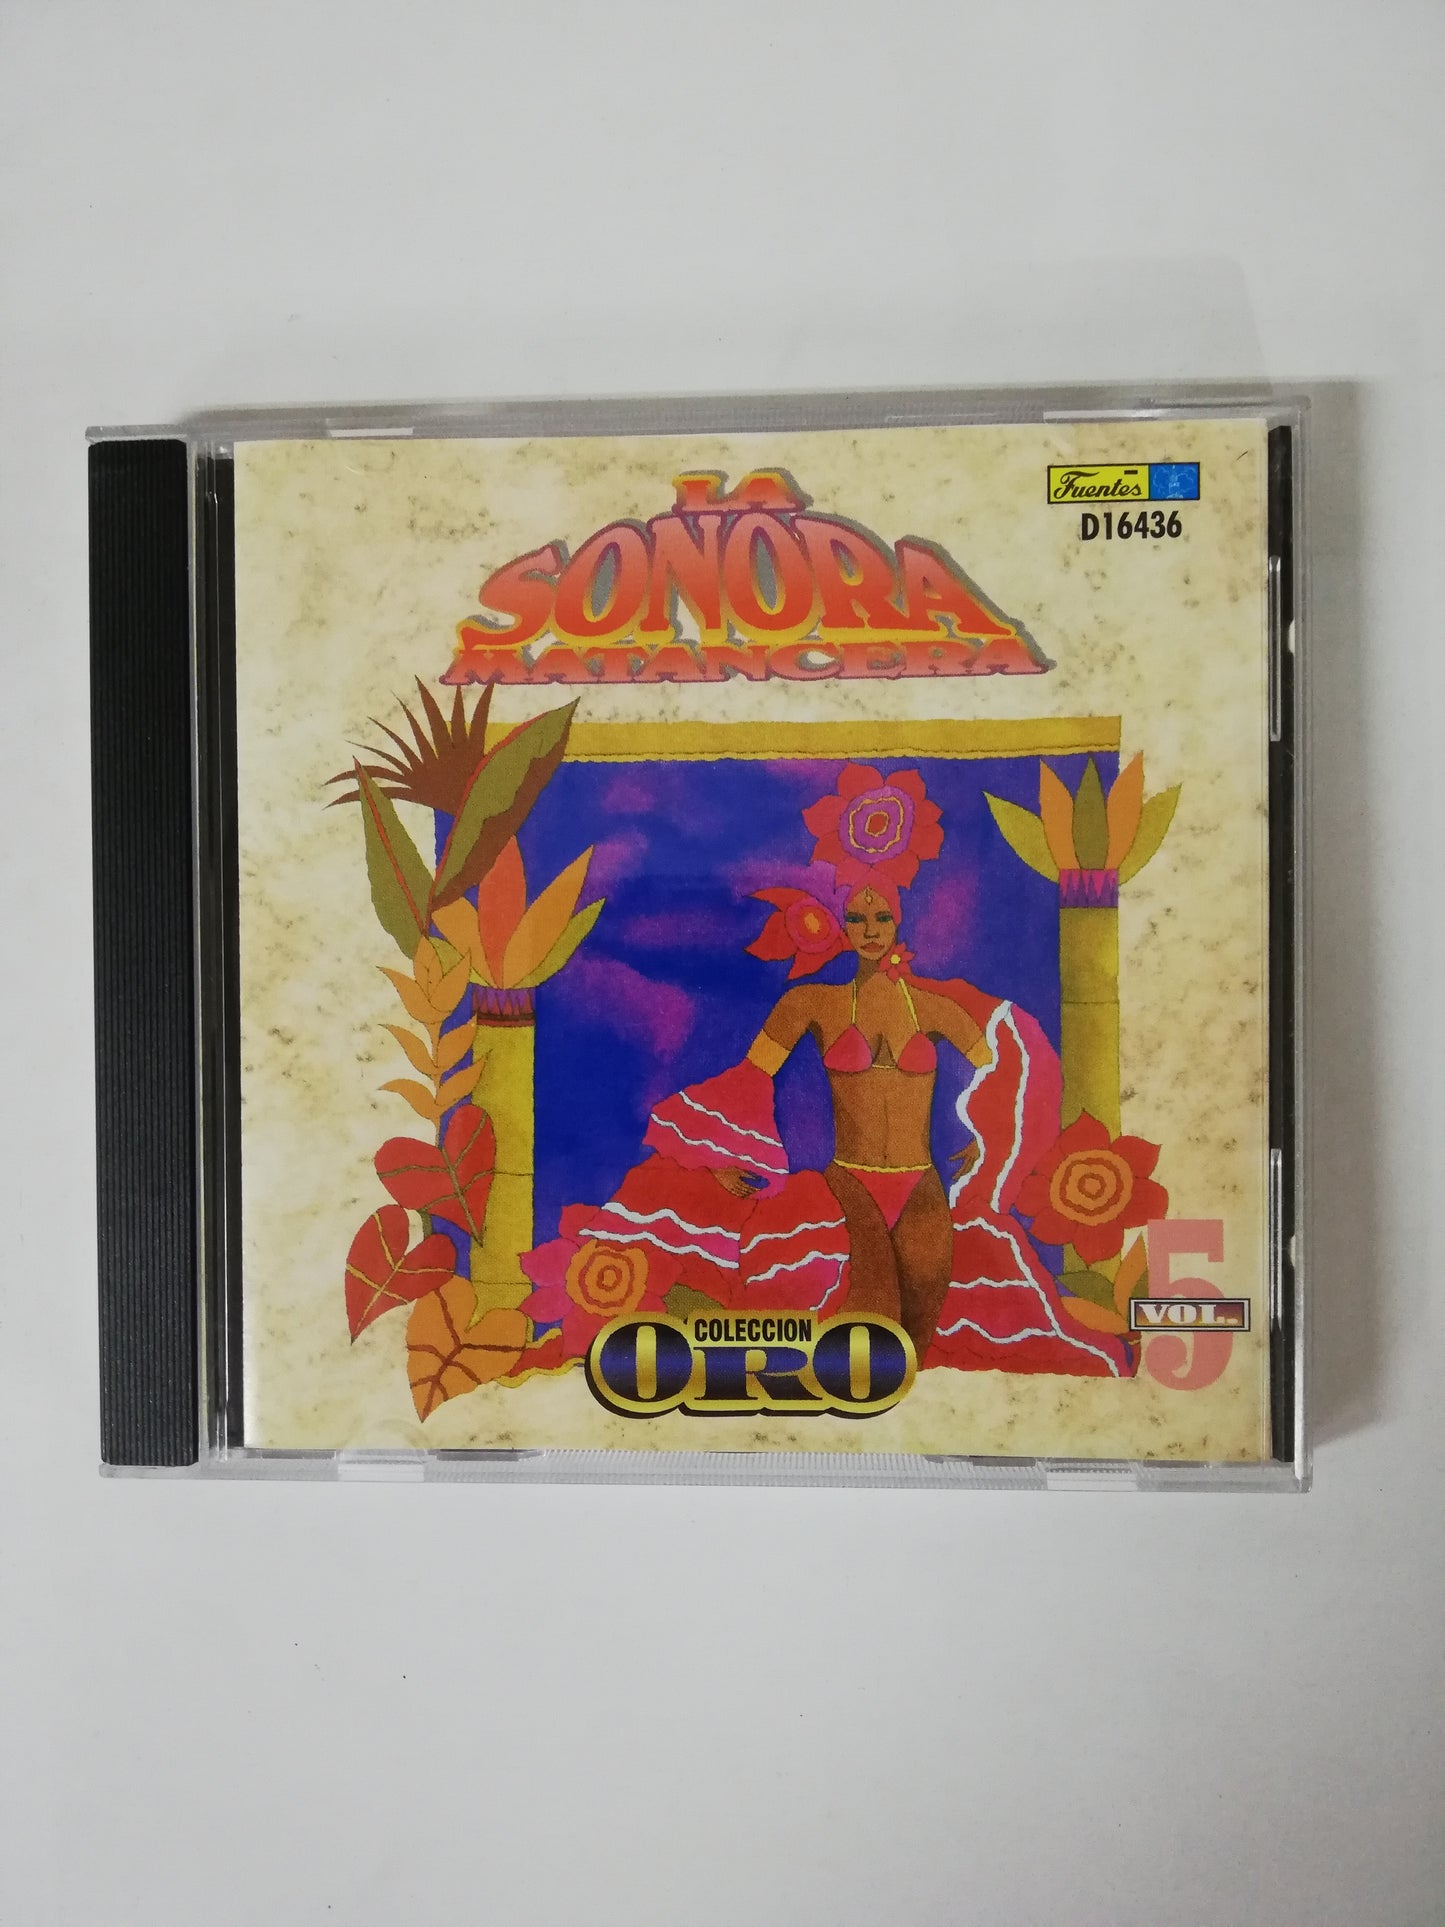 LA
SONORA
MATANCERA
Fuentes
D16436
COLECCION
ORO
5
VOL.